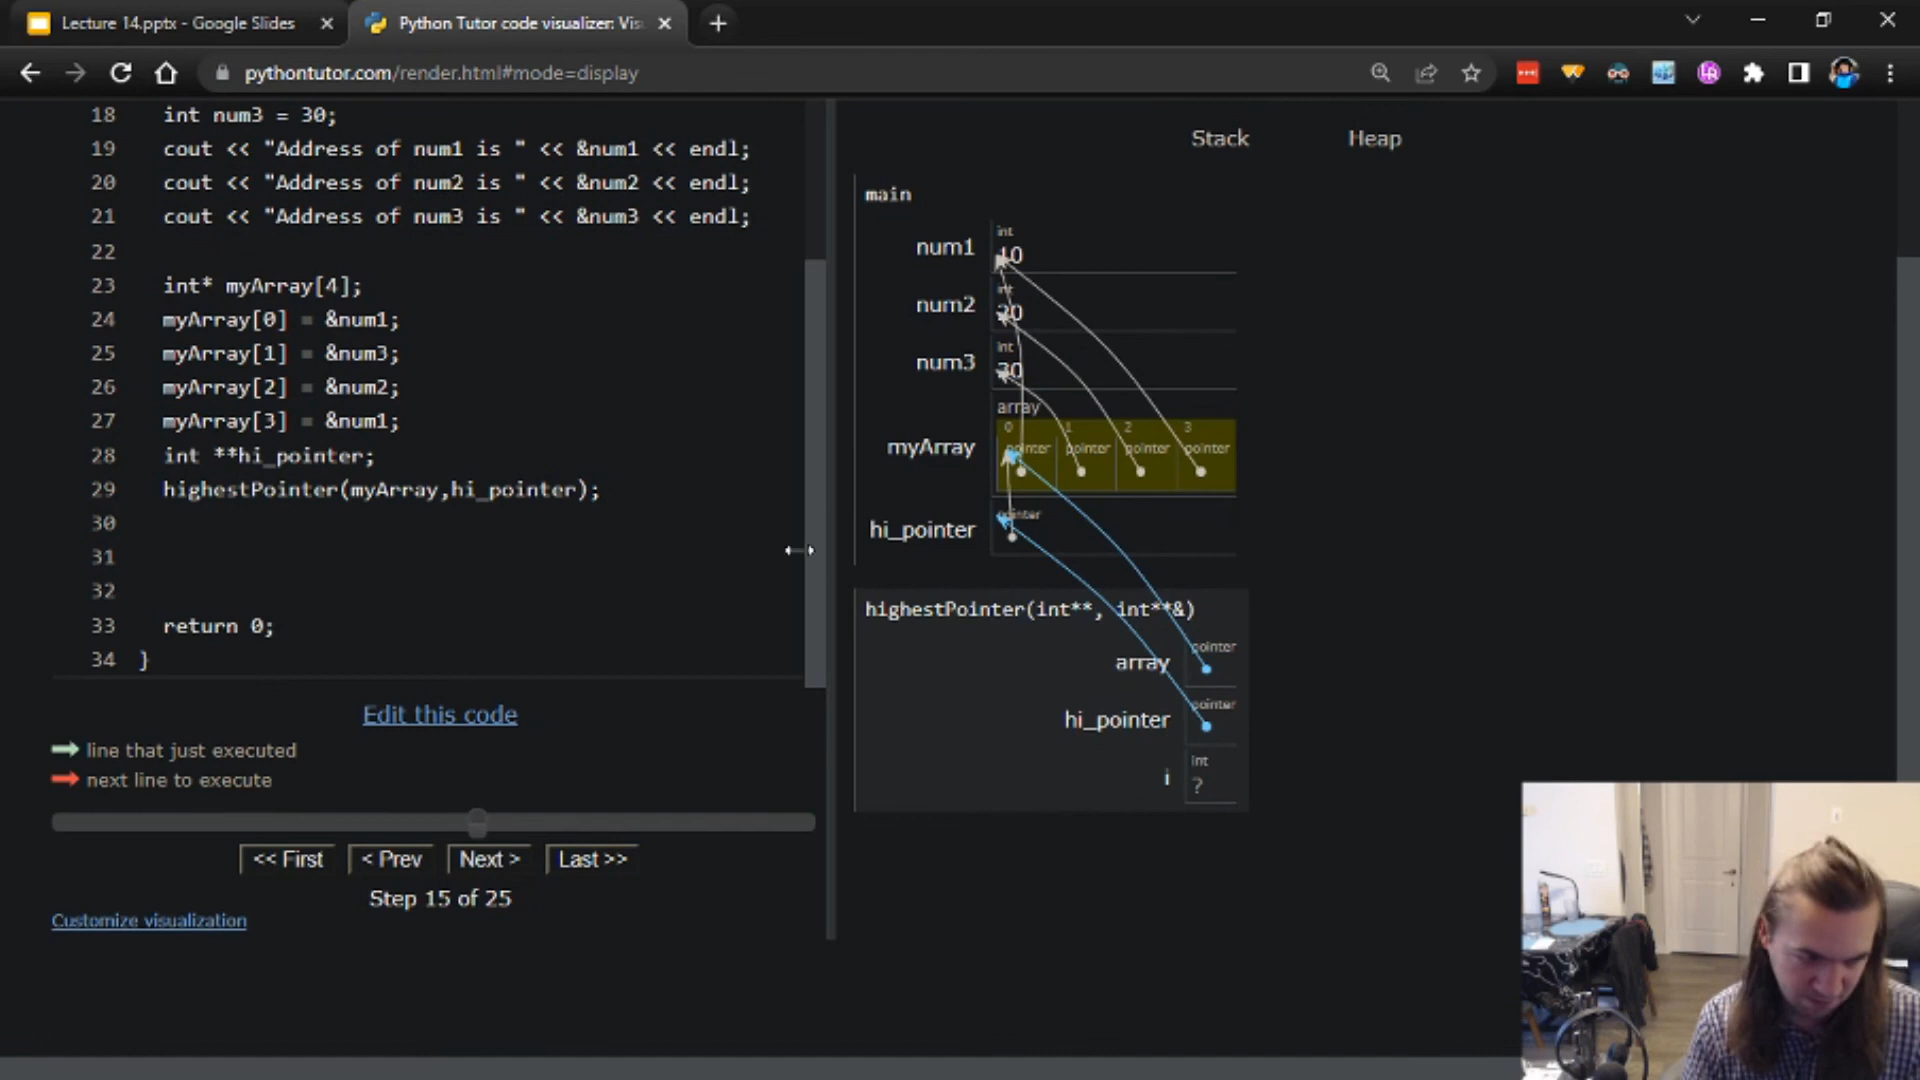 Lecture 14.pptx - Google Slides
Python Tutor code visualizer: Vis
pythontutor.com/render.html#mode=display
18 int num3 = 30;
19 cout << "Address of num1 is " << &num1 << endl;
20 cout << "Address of num2 is " << &num2 << endl;
21 cout << "Address of num3 is " << &num3 << endl;
22
23 int* myArray[4];
24 myArray[0] = &num1;
25 myArray[1] = &num3;
26 myArray[2] = &num2;
27 myArray[3] = &num1;
28 int **hi_pointer;
29 highestPointer(myArray,hi_pointer);
30
31
32
33 return 0;
34 }
Edit this code
line that just executed
next line to execute
<< First
< Prev
Next >
Last >>
Step 15 of 25
Customize visualization
Stack
Heap
main
int
num1
10
int
num2
20
int
num3
30
array
0 1 2 3
myArray
pointer pointer pointer pointer
pointer
hi_pointer
highestPointer(int**, int**&)
pointer
array
pointer
hi_pointer
int
i
?